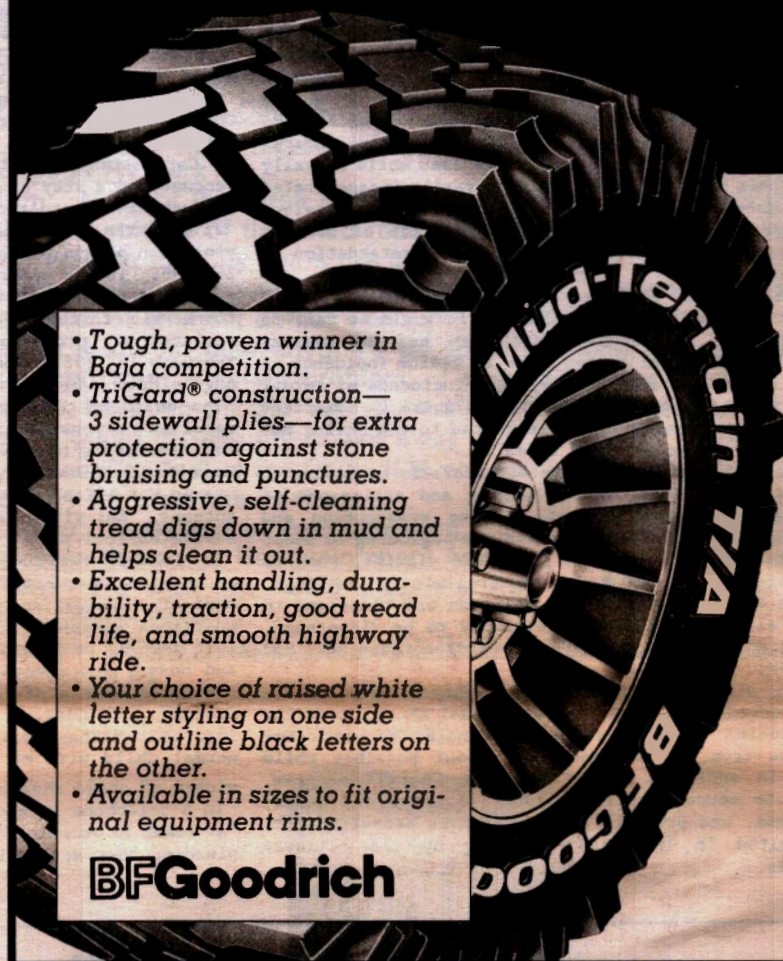 • Tough, proven winner in
Baja competition.
• TriGard® construction—
3 sidewall plies—for extra
protection against stone
bruising and punctures.
• Aggressive, self-cleaning
tread digs down in mud and
helps clean it out.
• Excellent handling, dura-
bility, traction, good tread
life, and smooth highway
ride.
• Your choice of raised white
letter styling on one side
and outline black letters on
the other.
• Available in sizes to fit origi-
nal equipment rims.
BFGoodrich
Mud-Terrain T/A
BFGood